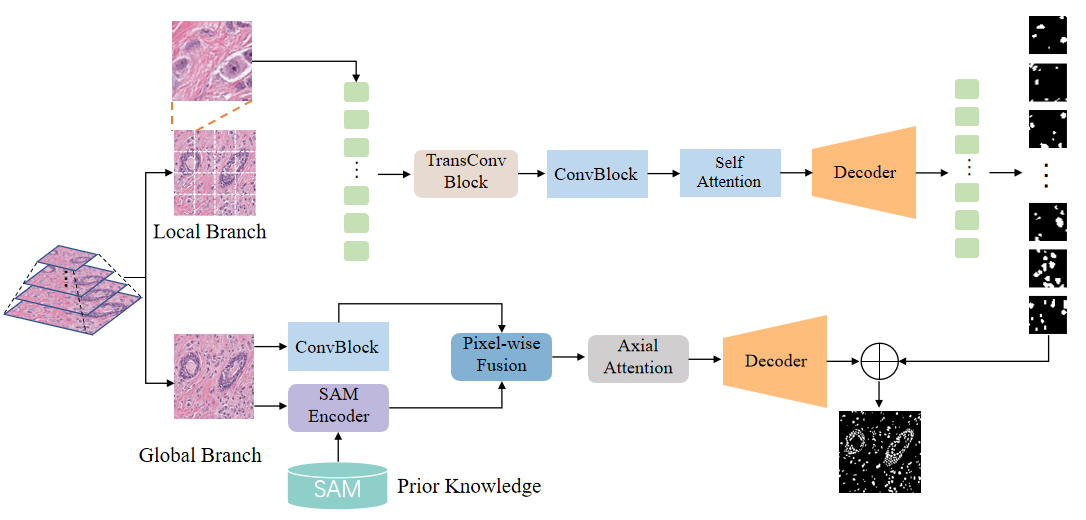 TransConv
Block
ConvBlock
Self
Attention
Decoder
Local Branch
ConvBlock
Pixel-wise
Fusion
Axial
Attention
Decoder
SAM
Encoder
Global Branch
SAM
Prior Knowledge